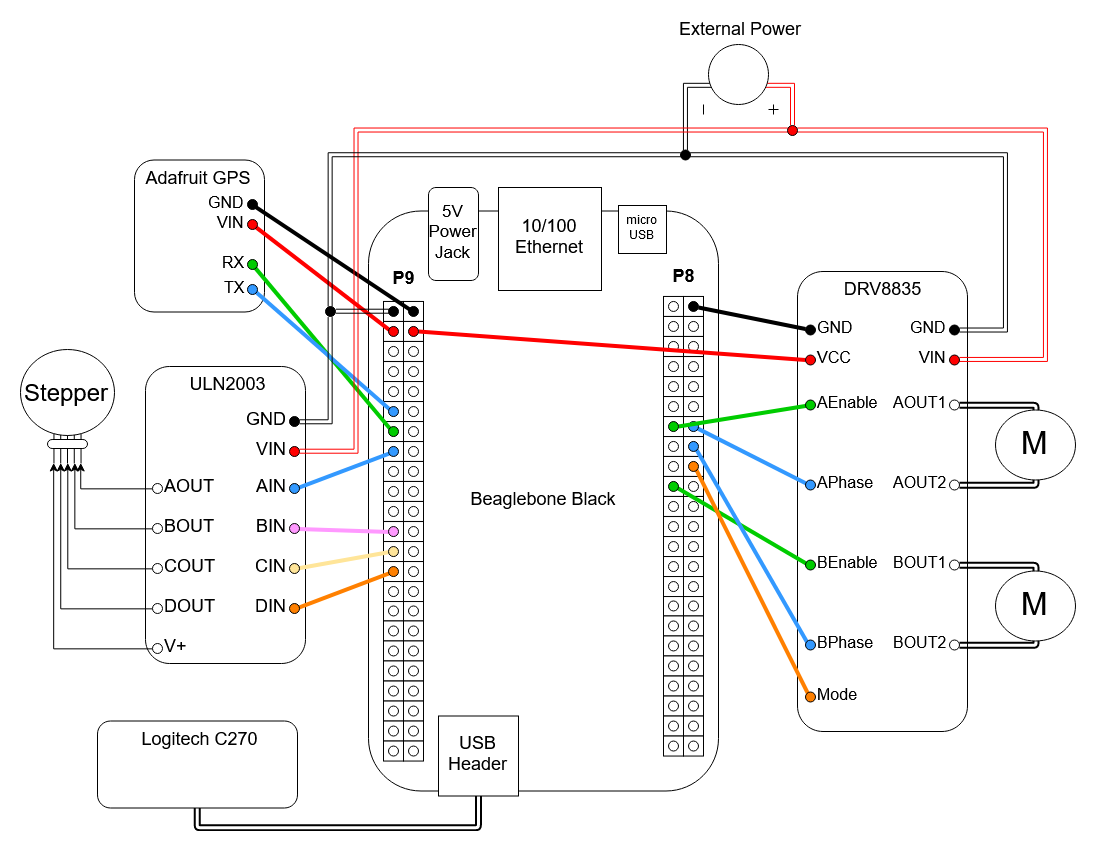 External Power
− +
Adafruit GPS
GND
VIN
RX
TX
5V
Power
Jack
10/100
Ethernet
micro
USB
P9
P8
DRV8835
GND GND
VCC VIN
AEnable AOUT1
APhase AOUT2
BEnable BOUT1
BPhase BOUT2
Mode
M
M
Stepper
ULN2003
GND
VIN
AOUT AIN
BOUT BIN
COUT CIN
DOUT DIN
V+
Beaglebone Black
Logitech C270
USB
Header